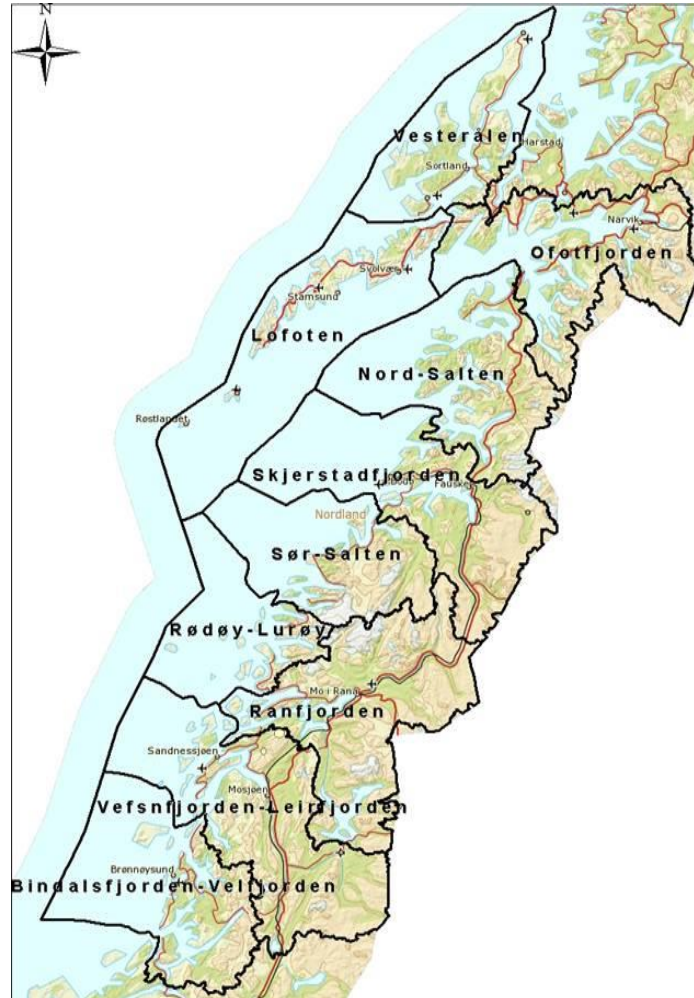 N
Vesterålen
Harstad
Sortland
Narvik
Ofotfjorden
Svolvær
Stamsund
Lofoten
Nord-Salten
Røstlandet
Skjerstadfjorden
Bodø
Fauske
Nordland
Sør-Salten
Rødøy-Lurøy
Mo i Rana
Ranfjorden
Sandnessjøen
Mosjøen
Vefsnfjorden-Leirfjorden
Brønnøysund
Bindalsfjorden-Velfjorden